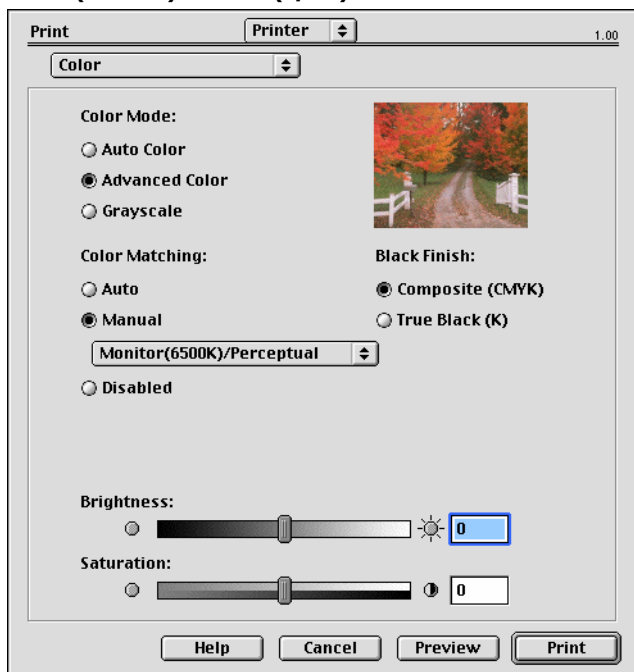 Print Printer 1.00
Color
Color Mode:
Auto Color
Advanced Color
Grayscale
Color Matching: Black Finish:
Auto Composite (CMYK)
Manual True Black (K)
Monitor(6500K)/Perceptual
Disabled
Brightness:
0
Saturation:
0
Help Cancel Preview Print